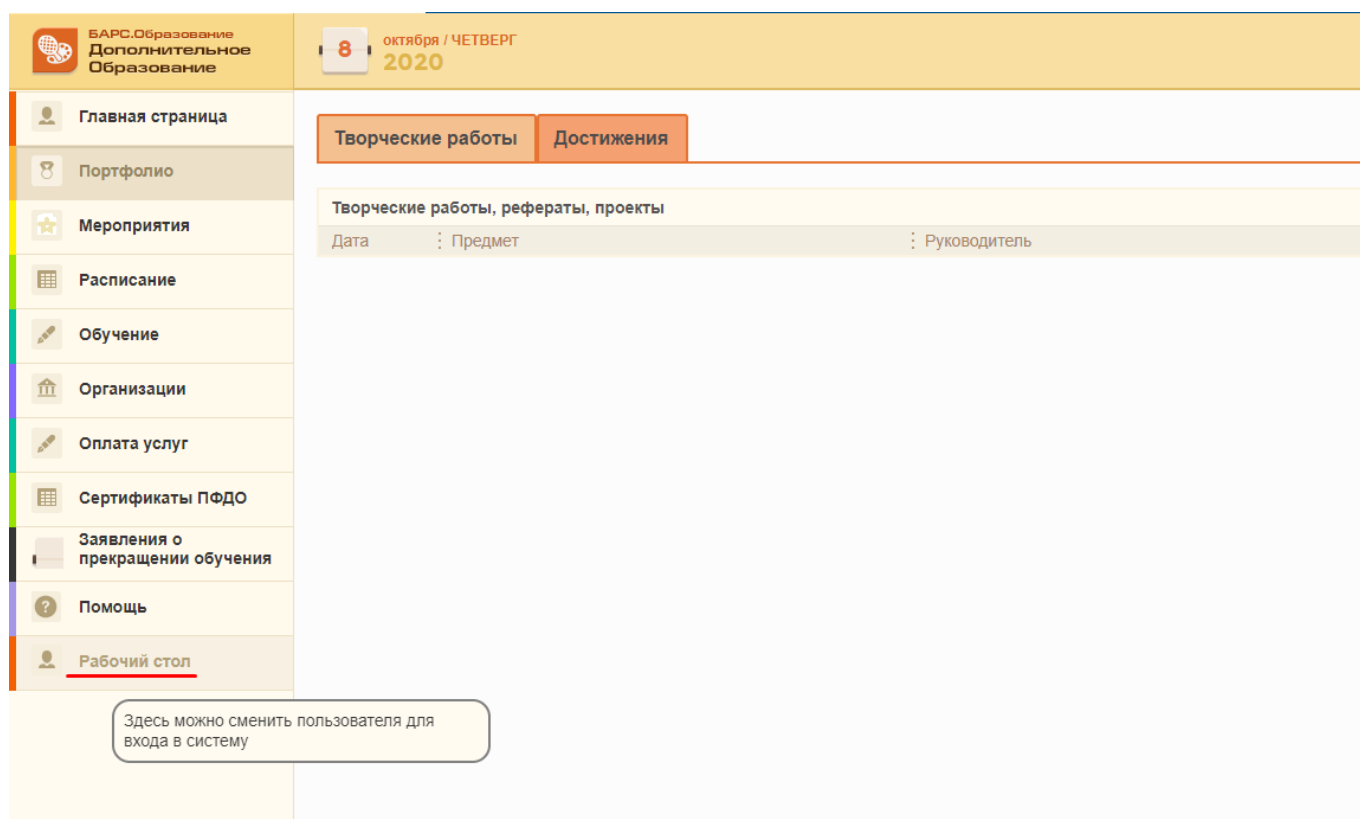 БАРС.Образование
Дополнительное
Образование
8
октября / ЧЕТВЕРГ
2020
Главная страница
Портфолио
Мероприятия
Расписание
Обучение
Организации
Оплата услуг
Сертификаты ПФДО
Заявления о
прекращении обучения
Помощь
Рабочий стол
Творческие работы
Достижения
Творческие работы, рефераты, проекты
Дата Предмет Руководитель
Здесь можно сменить пользователя для
входа в систему